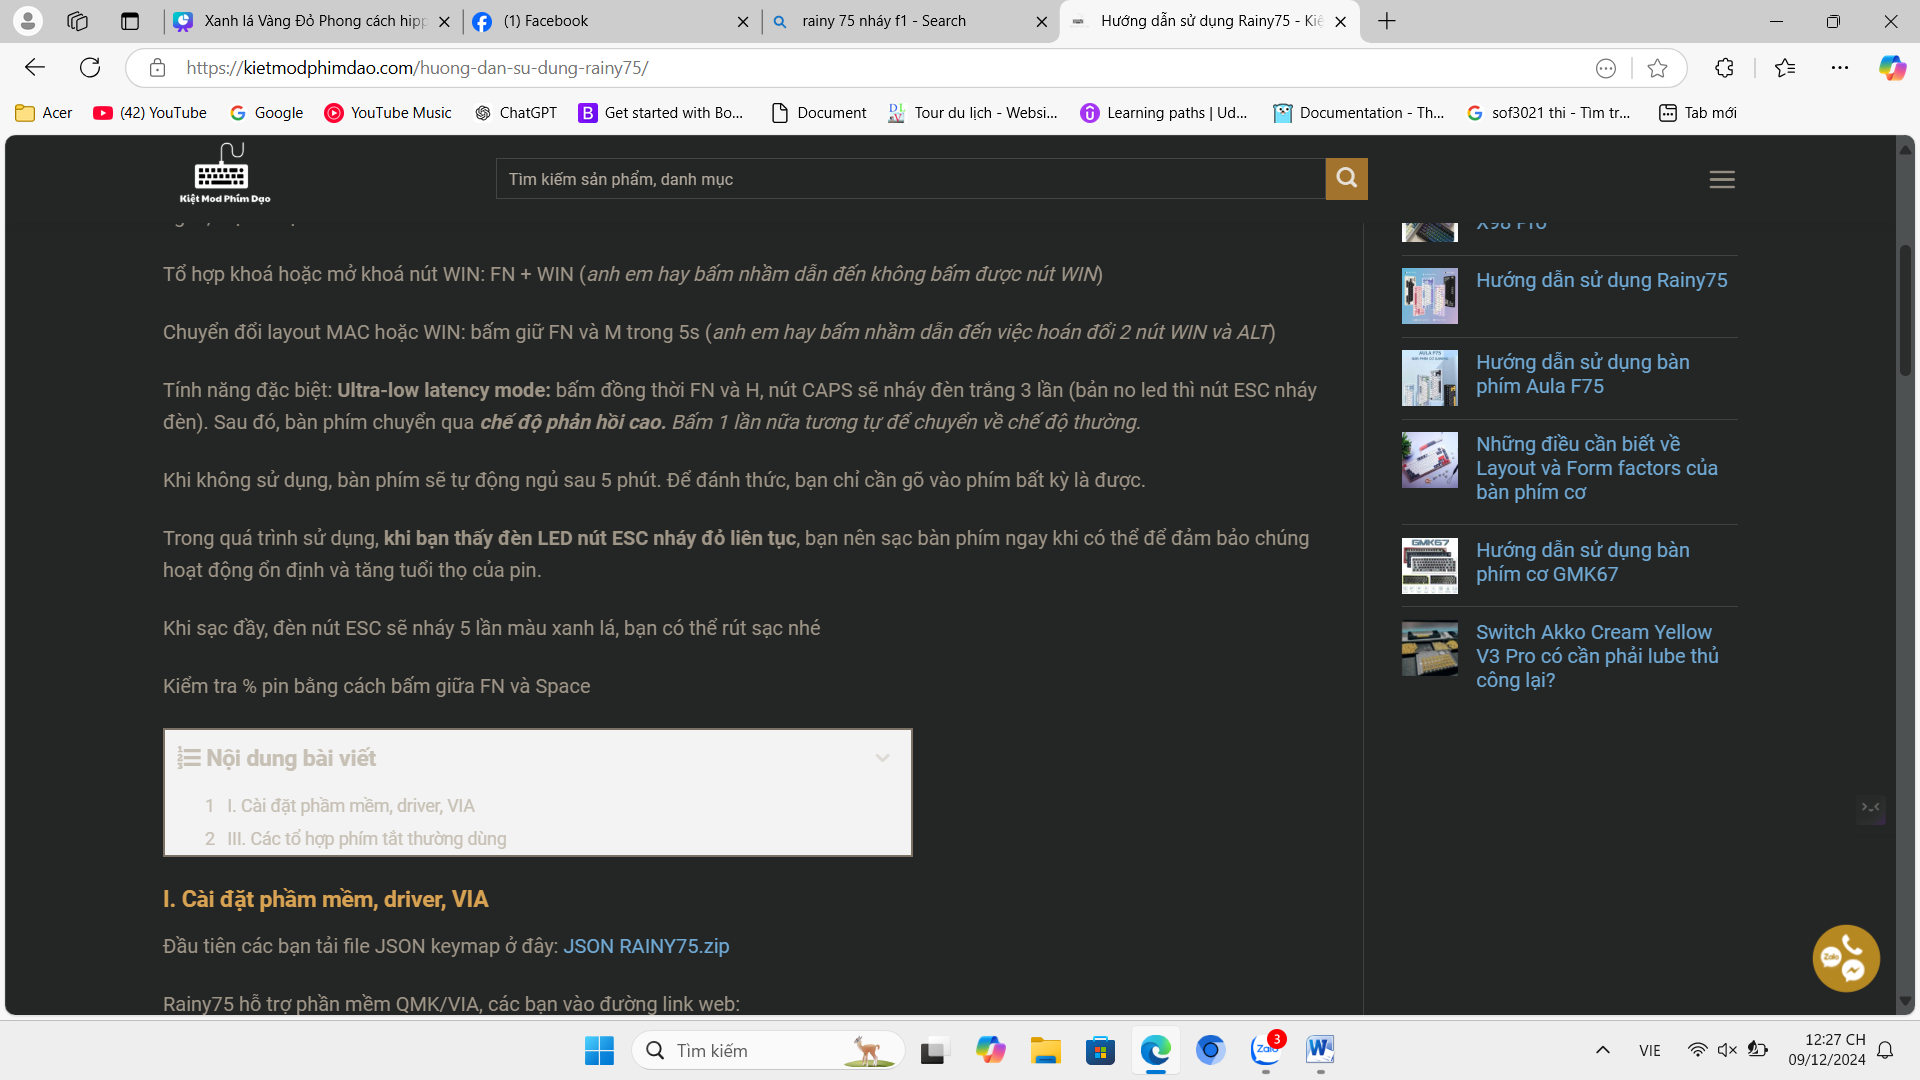 Xanh lá Vàng Đỏ Phong cách hipp
(1) Facebook
rainy 75 nháy f1 - Search
Hướng dẫn sử dụng Rainy75 - Kiệ
https://kietmodphimdao.com/huong-dan-su-dung-rainy75/
Acer
(42) YouTube
Google
YouTube Music
ChatGPT
Get started with Bo...
Document
Tour du lịch - Websi...
Learning paths | Ud...
Documentation - Th...
sof3021 thi - Tìm tr...
Tab mới
Kiệt Mod Phím Dạo
Tìm kiếm sản phẩm, danh mục
Tổ hợp khoá hoặc mở khoá nút WIN: FN + WIN (anh em hay bấm nhầm dẫn đến không bấm được nút WIN)
Chuyển đổi layout MAC hoặc WIN: bấm giữ FN và M trong 5s (anh em hay bấm nhầm dẫn đến việc hoán đổi 2 nút WIN và ALT)
Tính năng đặc biệt: Ultra-low latency mode: bấm đồng thời FN và H, nút CAPS sẽ nháy đèn trắng 3 lần (bản no led thì nút ESC nháy
đèn). Sau đó, bàn phím chuyển qua chế độ phản hồi cao. Bấm 1 lần nữa tương tự để chuyển về chế độ thường.
Khi không sử dụng, bàn phím sẽ tự động ngủ sau 5 phút. Để đánh thức, bạn chỉ cần gõ vào phím bất kỳ là được.
Trong quá trình sử dụng, khi bạn thấy đèn LED nút ESC nháy đỏ liên tục, bạn nên sạc bàn phím ngay khi có thể để đảm bảo chúng
hoạt động ổn định và tăng tuổi thọ của pin.
Khi sạc đầy, đèn nút ESC sẽ nháy 5 lần màu xanh lá, bạn có thể rút sạc nhé
Kiểm tra % pin bằng cách bấm giữa FN và Space
Nội dung bài viết
1 I. Cài đặt phầm mềm, driver, VIA
2 III. Các tổ hợp phím tắt thường dùng
I. Cài đặt phầm mềm, driver, VIA
Đầu tiên các bạn tải file JSON keymap ở đây: JSON RAINY75.zip
Rainy75 hỗ trợ phần mềm QMK/VIA, các bạn vào đường link web:
X98 Pro
Hướng dẫn sử dụng Rainy75
AULA F75
Hướng dẫn sử dụng bàn
phím Aula F75
Những điều cần biết về
Layout và Form factors của
bàn phím cơ
GMK67
Hướng dẫn sử dụng bàn
phím cơ GMK67
Switch Akko Cream Yellow
V3 Pro có cần phải lube thủ
công lại?
Zalo
Tìm kiếm
Zalo
3
VIE
12:27 CH
09/12/2024